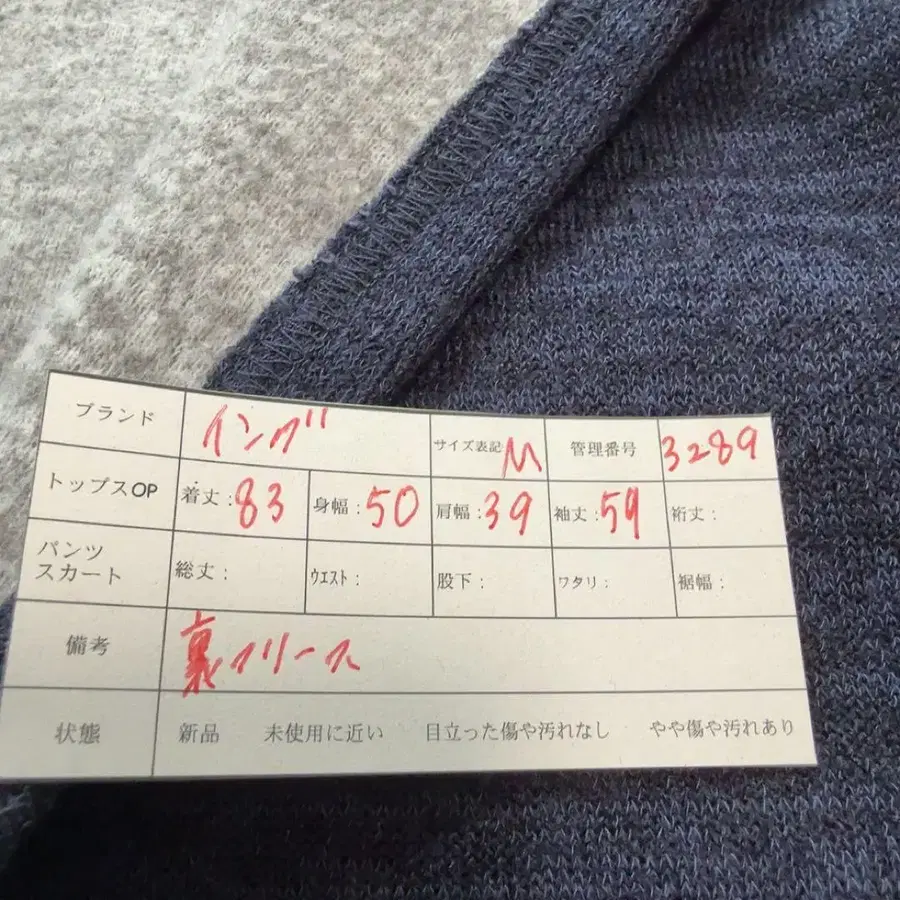 ブランド イング サイズ表記 M 管理番号 3289
トップスOP 着丈:83 身幅:50 肩幅:39 袖丈:59 裄丈:
パンツ
スカート 総丈: ウエスト: 股下: ワタリ: 裾幅:
備考 裏フリース
状態 新品 未使用に近い 目立った傷や汚れなし やや傷や汚れあり